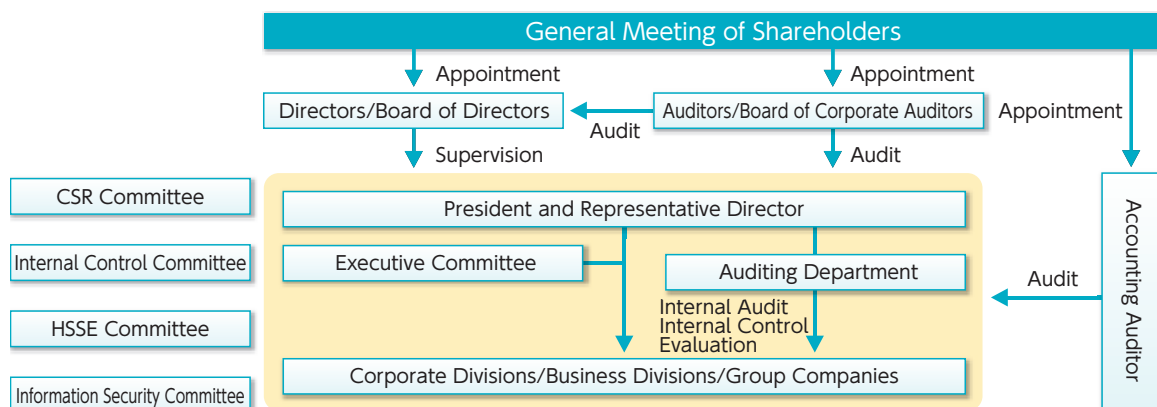 General Meeting of Shareholders
Appointment
Appointment
Directors/Board of Directors
Auditors/Board of Corporate Auditors
Appointment
Audit
Supervision
Audit
CSR Committee
President and Representative Director
Internal Control Committee
Executive Committee
Auditing Department
Audit
Accounting Auditor
Internal Audit
Internal Control
Evaluation
HSSE Committee
Corporate Divisions/Business Divisions/Group Companies
Information Security Committee